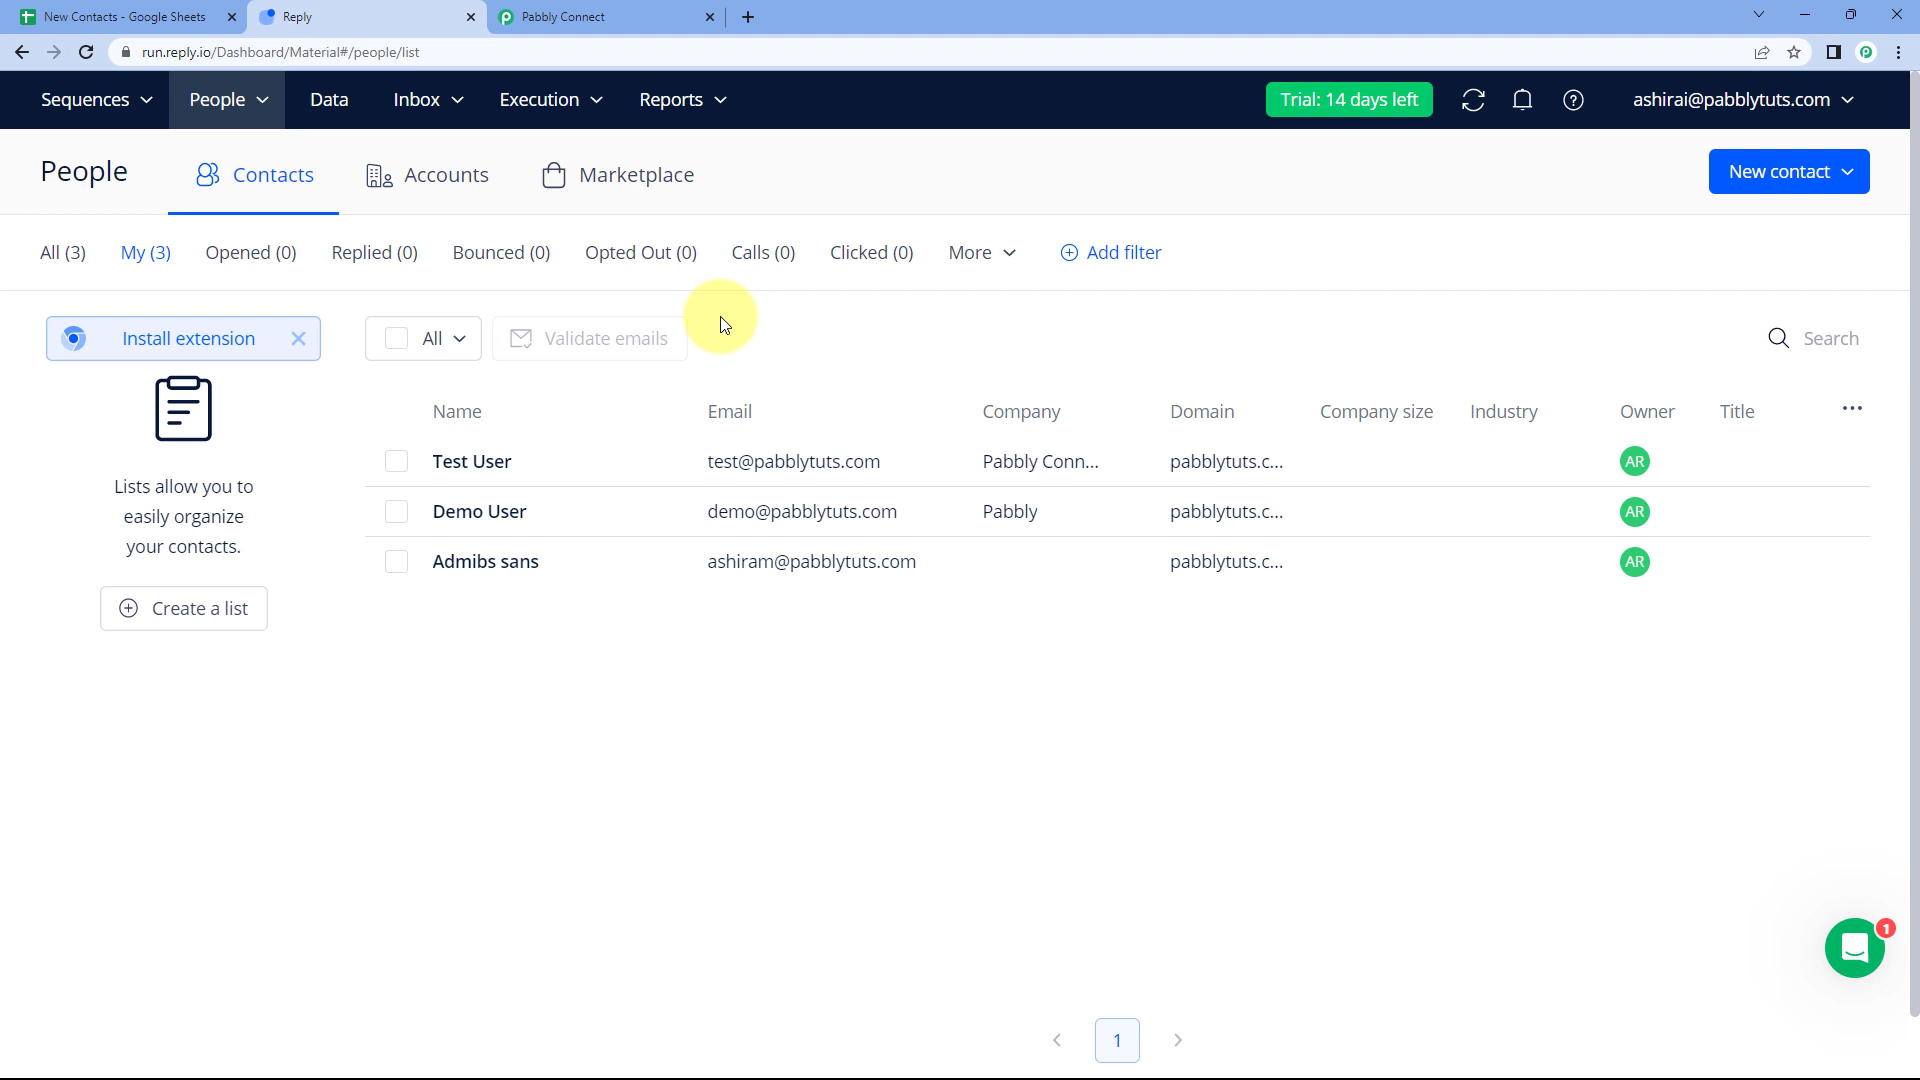 New Contacts - Google Sheets
Reply
Pabbly Connect
run.reply.io/Dashboard/Material#/people/list
Sequences
People
Data
Inbox
Execution
Reports
Trial: 14 days left
ashirai@pabblytuts.com
People
Contacts
Accounts
Marketplace
New contact
All (3)
My (3)
Opened (0)
Replied (0)
Bounced (0)
Opted Out (0)
Calls (0)
Clicked (0)
More
Add filter
Install extension
All
Validate emails
Search
Lists allow you to
easily organize
your contacts.
Create a list
Name Email Company Domain Company size Industry Owner Title
Test User test@pabblytuts.com Pabbly Conn... pabblytuts.c... AR
Demo User demo@pabblytuts.com Pabbly pabblytuts.c... AR
Admibs sans ashiram@pabblytuts.com pabblytuts.c... AR
1
1